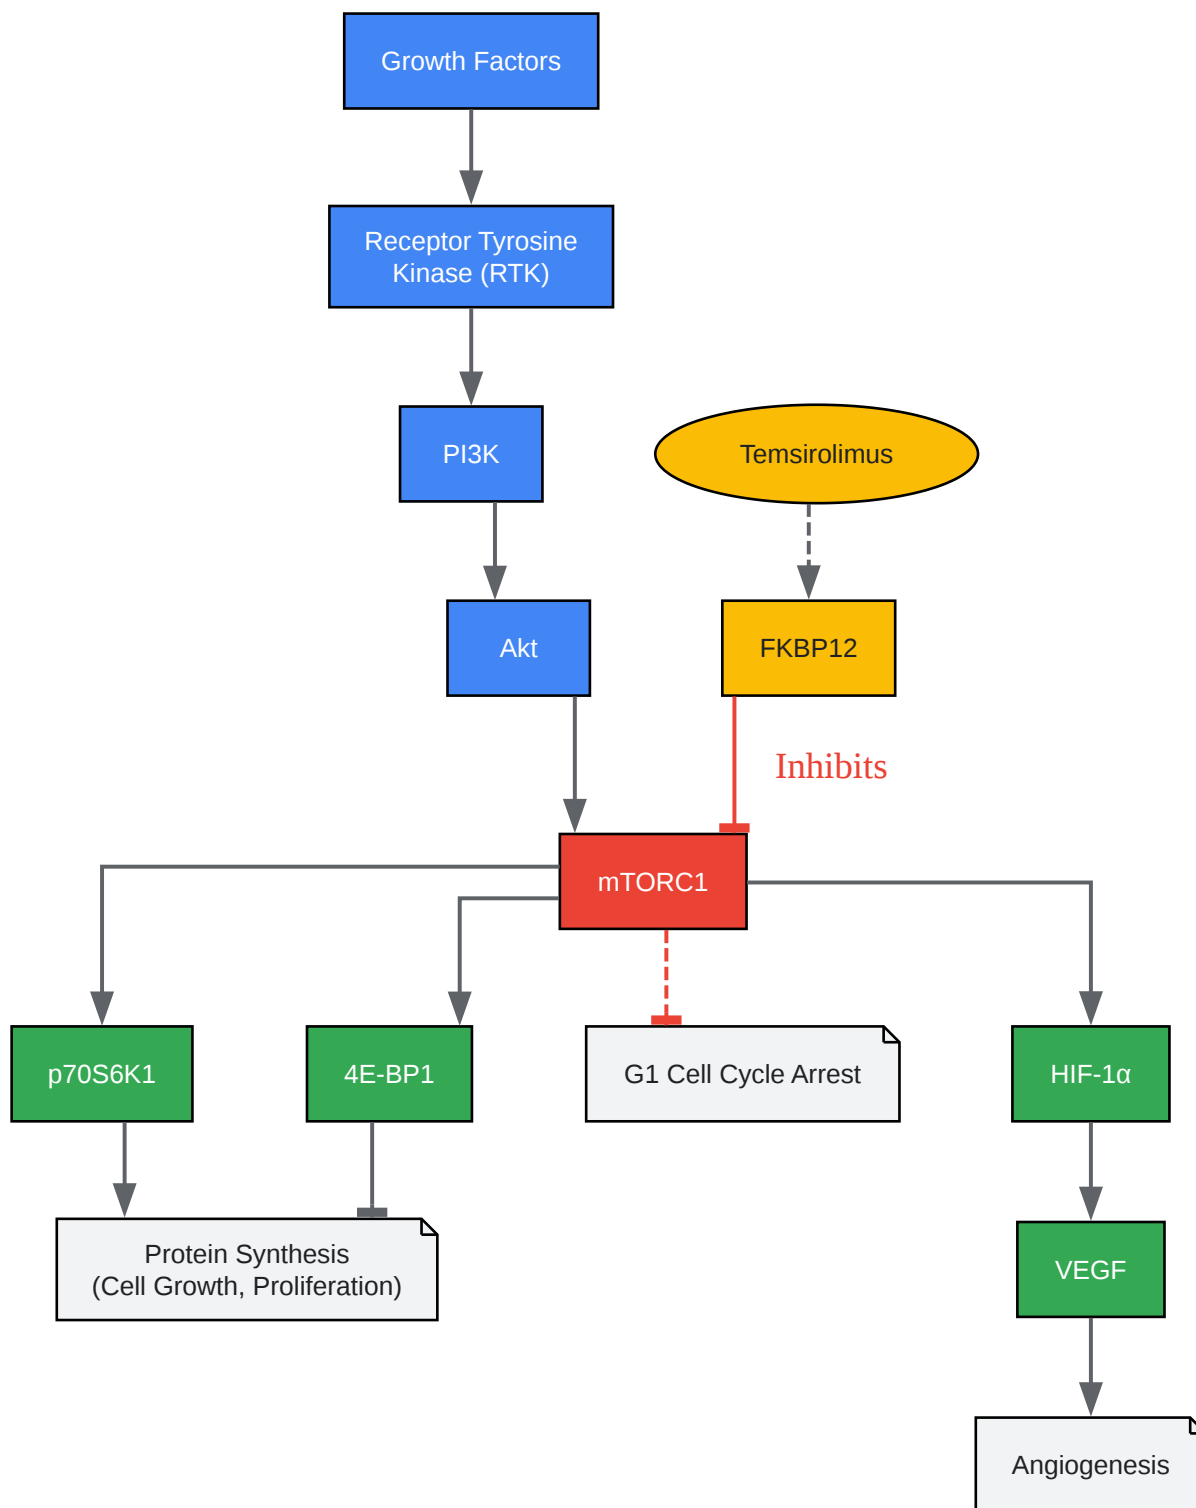 Growth Factors
Receptor Tyrosine
Kinase (RTK)
PI3K
Temsirolimus
Akt
FKBP12
Inhibits
mTORC1
p70S6K1
4E-BP1
G1 Cell Cycle Arrest
HIF-1α
Protein Synthesis
(Cell Growth, Proliferation)
VEGF
Angiogenesis